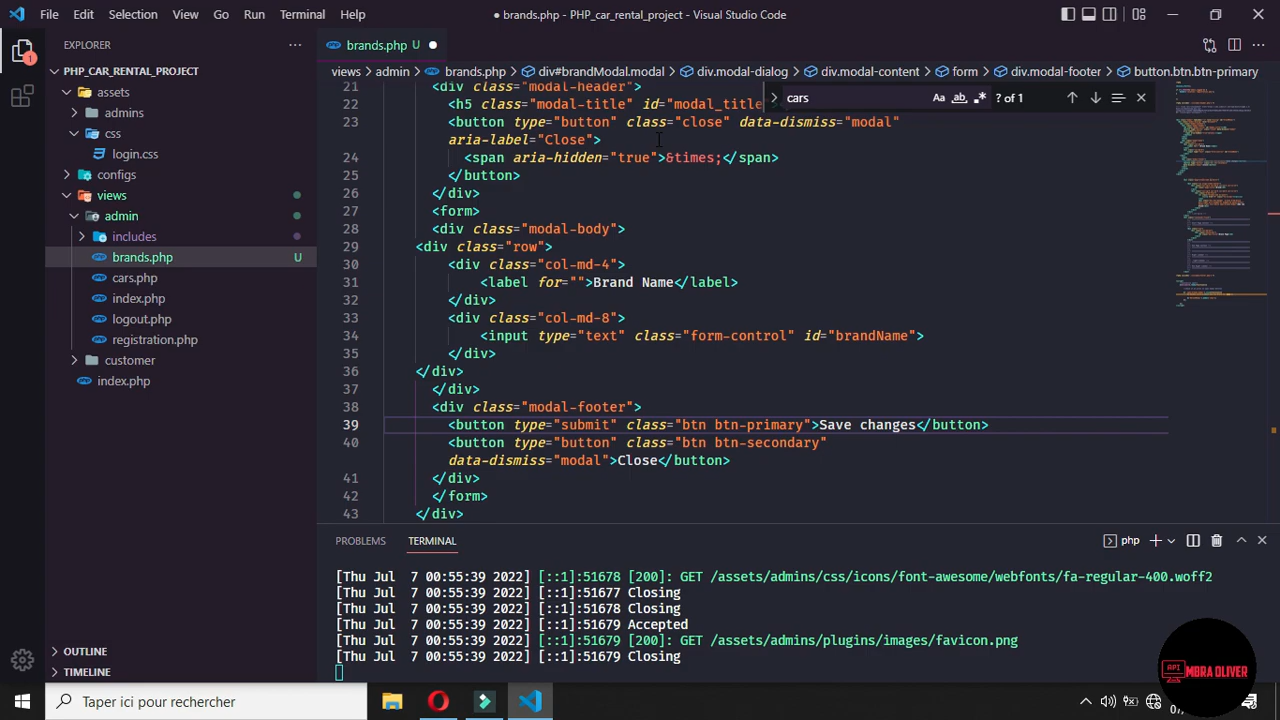 File Edit Selection View Go Run Terminal Help
● brands.php - PHP_car_rental_project - Visual Studio Code
EXPLORER
brands.php U
PHP_CAR_RENTAL_PROJECT
assets
admins
css
login.css
configs
views
admin
includes
brands.php U
cars.php
index.php
logout.php
registration.php
customer
index.php
OUTLINE
TIMELINE
1
views > admin > brands.php > div#brandModal.modal > div.modal-dialog > div.modal-content > form > div.modal-footer > button.btn.btn-primary
cars Aa ab ? of 1
21 <div class="modal-header">
22 <h5 class="modal-title" id="modal_title
23 <button type="button" class="close" data-dismiss="modal"
aria-label="Close">
24 <span aria-hidden="true">&times;</span>
25 </button>
26 </div>
27 <form>
28 <div class="modal-body">
29 <div class="row">
30 <div class="col-md-4">
31 <label for="">Brand Name</label>
32 </div>
33 <div class="col-md-8">
34 <input type="text" class="form-control" id="brandName">
35 </div>
36 </div>
37 </div>
38 <div class="modal-footer">
39 <button type="submit" class="btn btn-primary">Save changes</button>
40 <button type="button" class="btn btn-secondary"
data-dismiss="modal">Close</button>
41 </div>
42 </form>
43 </div>
PROBLEMS TERMINAL
php
[Thu Jul 7 00:55:39 2022] [::1]:51678 [200]: GET /assets/admins/css/icons/font-awesome/webfonts/fa-regular-400.woff2
[Thu Jul 7 00:55:39 2022] [::1]:51677 Closing
[Thu Jul 7 00:55:39 2022] [::1]:51678 Closing
[Thu Jul 7 00:55:39 2022] [::1]:51679 Accepted
[Thu Jul 7 00:55:39 2022] [::1]:51679 [200]: GET /assets/admins/plugins/images/favicon.png
[Thu Jul 7 00:55:39 2022] [::1]:51679 Closing
API
MBRA OLIVER
Taper ici pour rechercher